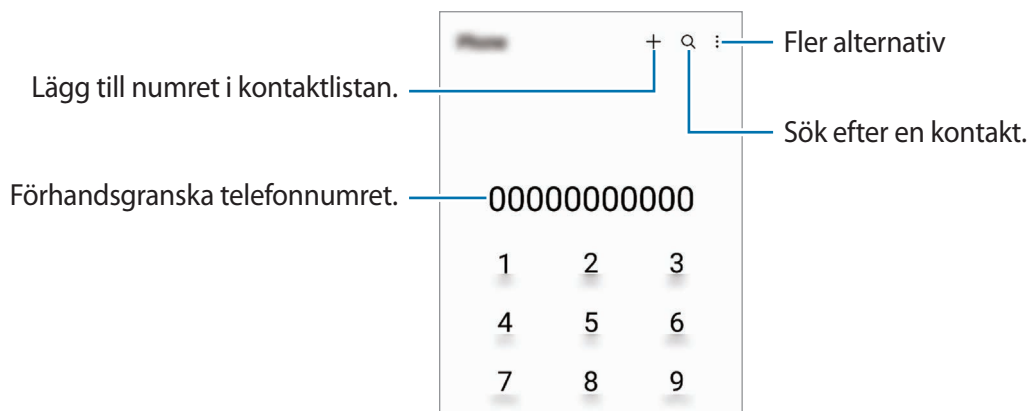 Fler alternativ
Lägg till numret i kontaktlistan.
Sök efter en kontakt.
Förhandsgranska telefonnumret.
00000000000
1 2 3
4 5 6
7 8 9